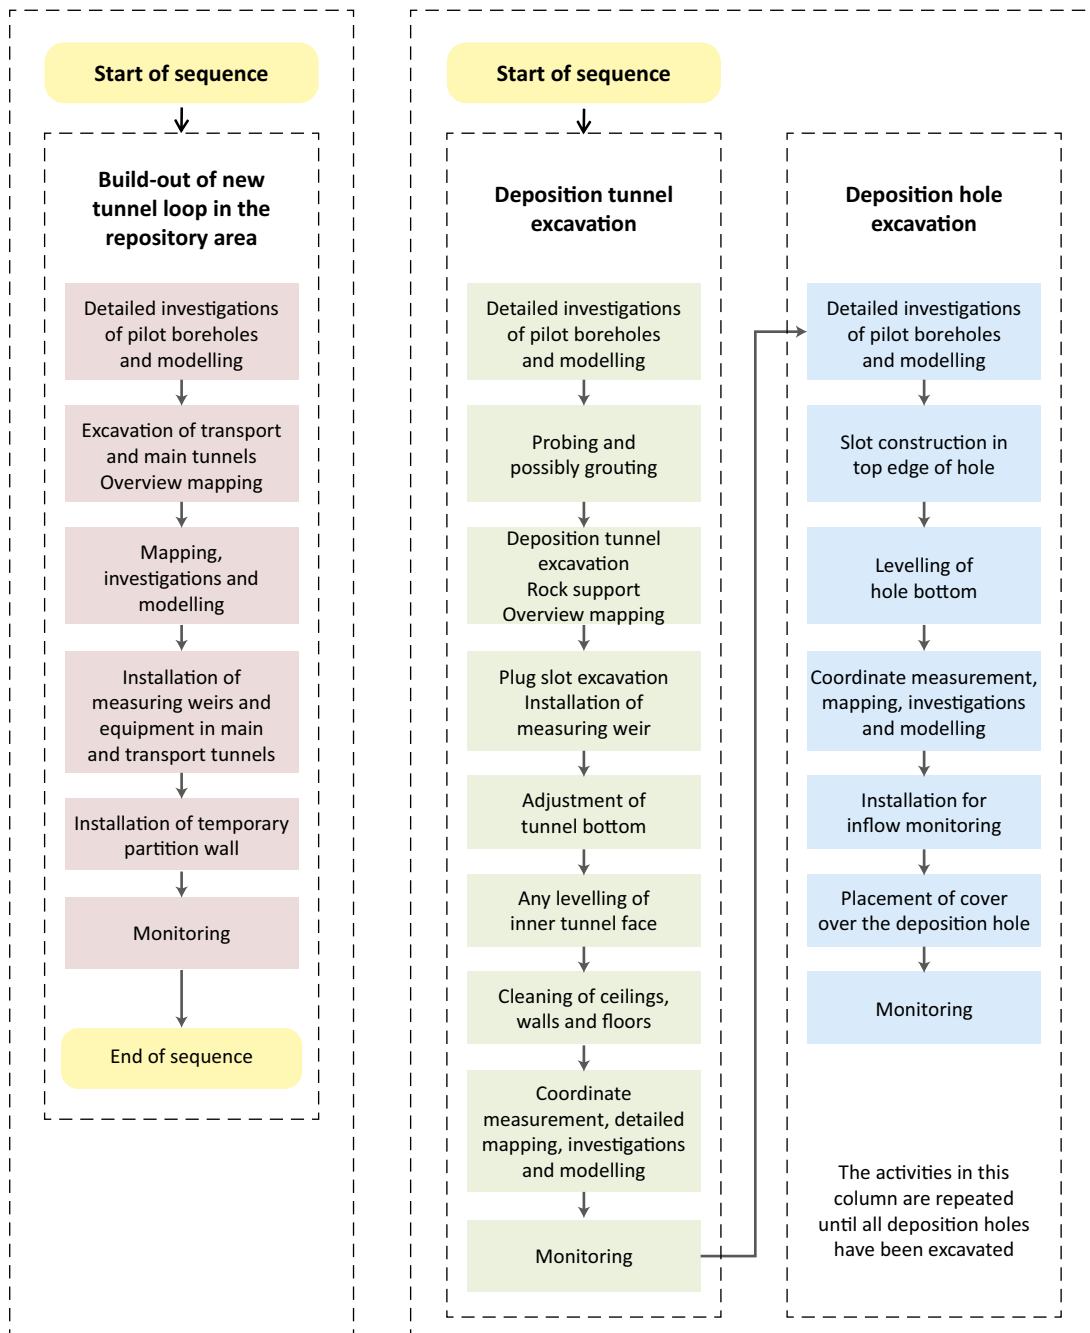 Start of sequence
Build-out of new
tunnel loop in the
repository area
Detailed investigations
of pilot boreholes
and modelling
Excavation of transport
and main tunnels
Overview mapping
Mapping,
investigations and
modelling
Installation of
measuring weirs and
equipment in main
and transport tunnels
Installation of temporary
partition wall
Monitoring
End of sequence
Start of sequence
Deposition tunnel
excavation
Detailed investigations
of pilot boreholes
and modelling
Probing and
possibly grouting
Deposition tunnel
excavation
Rock support
Overview mapping
Plug slot excavation
Installation of
measuring weir
Adjustment of
tunnel bottom
Any levelling of
inner tunnel face
Cleaning of ceilings,
walls and floors
Coordinate
measurement, detailed
mapping, investigations
and modelling
Monitoring
Deposition hole
excavation
Detailed investigations
of pilot boreholes
and modelling
Slot construction in
top edge of hole
Levelling of
hole bottom
Coordinate measurement,
mapping, investigations
and modelling
Installation for
inflow monitoring
Placement of cover
over the deposition hole
Monitoring
The activities in this
column are repeated
until all deposition holes
have been excavated